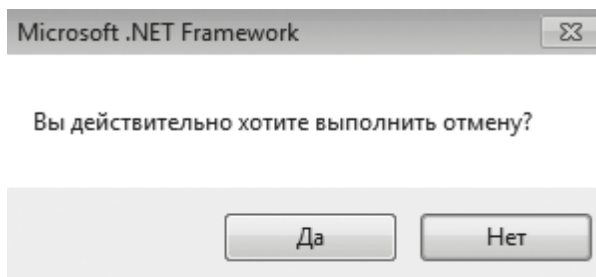 Microsoft .NET Framework
Вы действительно хотите выполнить отмену?
Да
Нет